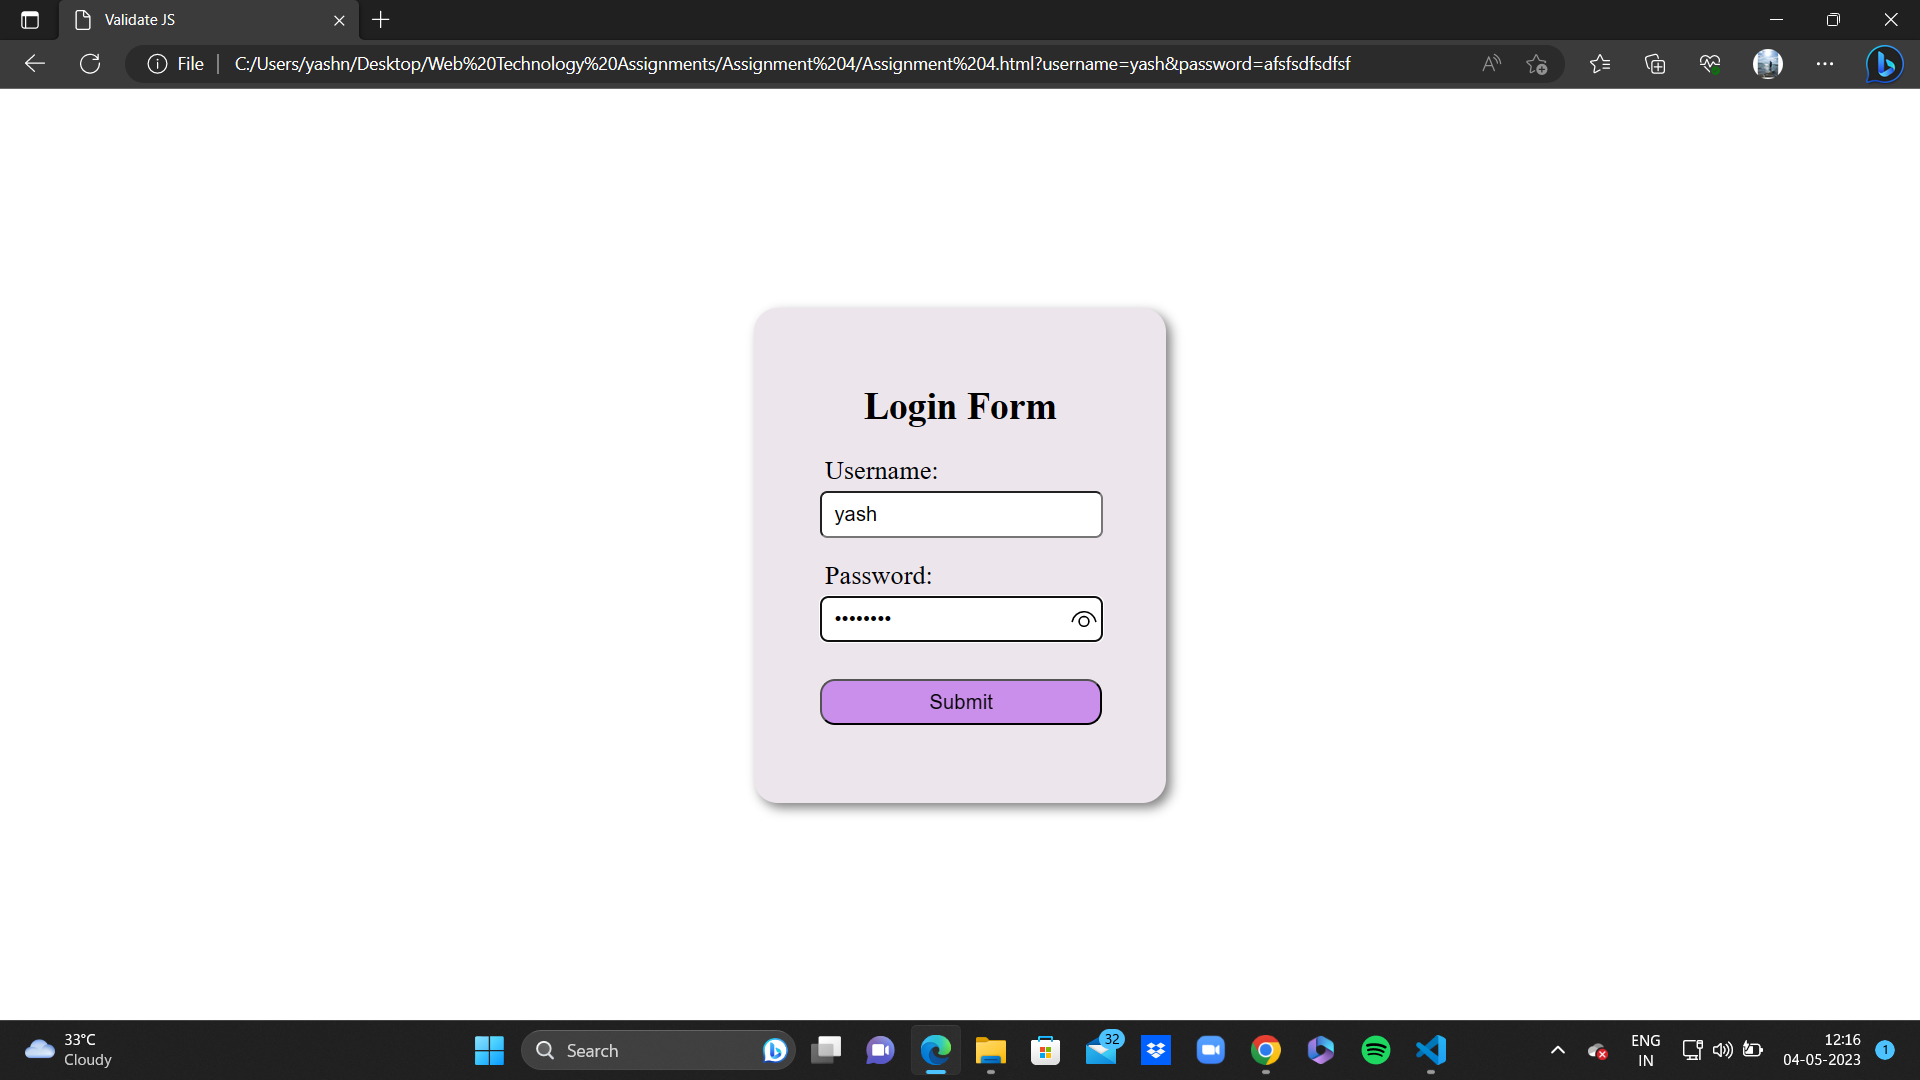 Validate JS
File
C:/Users/yashn/Desktop/Web%20Technology%20Assignments/Assignment%204/Assignment%204.html?username=yash&password=afsfsdfsdfsf
Login Form
Username:
yash
Password:
••••••••
Submit
33°C
Cloudy
Search
32
ENG
IN
12:16
04-05-2023
1